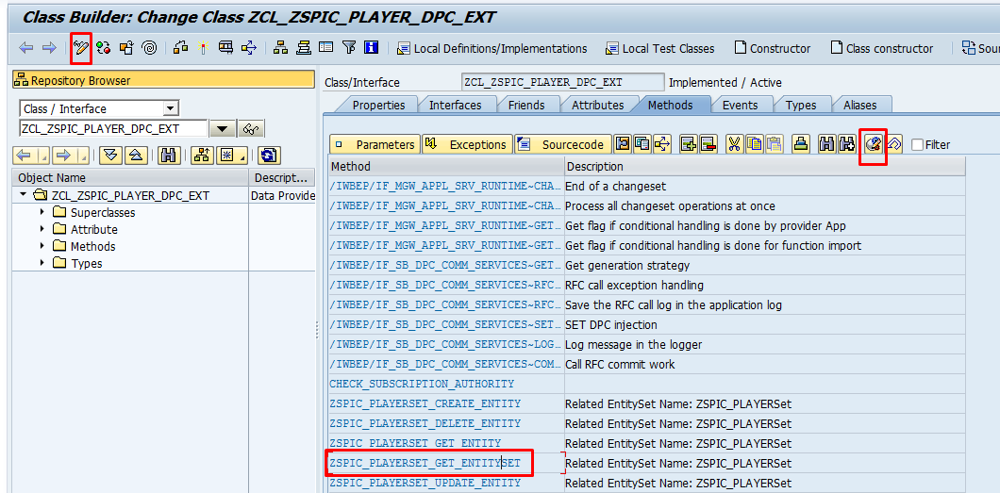 Class Builder: Change Class ZCL_ZSPIC_PLAYER_DPC_EXT
Local Definitions/Implementations Local Test Classes Constructor Class constructor Sour
Repository Browser
Class / Interface
ZCL_ZSPIC_PLAYER_DPC_EXT
Object Name Descript...
ZCL_ZSPIC_PLAYER_DPC_EXT Data Provide
Superclasses
Attribute
Methods
Types
Class/Interface ZCL_ZSPIC_PLAYER_DPC_EXT Implemented / Active
Properties Interfaces Friends Attributes Methods Events Types Aliases
Parameters Exceptions Sourcecode Filter
Method Description
/IWBEP/IF_MGW_APPL_SRV_RUNTIME~CHA... End of a changeset
/IWBEP/IF_MGW_APPL_SRV_RUNTIME~CHA... Process all changeset operations at once
/IWBEP/IF_MGW_APPL_SRV_RUNTIME~GET... Get flag if conditional handling is done by provider App
/IWBEP/IF_MGW_APPL_SRV_RUNTIME~GET... Get flag if conditional handling is done for function import
/IWBEP/IF_SB_DPC_COMM_SERVICES~GET... Get generation strategy
/IWBEP/IF_SB_DPC_COMM_SERVICES~RFC... RFC call exception handling
/IWBEP/IF_SB_DPC_COMM_SERVICES~RFC... Save the RFC call log in the application log
/IWBEP/IF_SB_DPC_COMM_SERVICES~SET... SET DPC injection
/IWBEP/IF_SB_DPC_COMM_SERVICES~LOG... Log message in the logger
/IWBEP/IF_SB_DPC_COMM_SERVICES~COM... Call RFC commit work
CHECK_SUBSCRIPTION_AUTHORITY
ZSPIC_PLAYERSET_CREATE_ENTITY Related EntitySet Name: ZSPIC_PLAYERSet
ZSPIC_PLAYERSET_DELETE_ENTITY Related EntitySet Name: ZSPIC_PLAYERSet
ZSPIC_PLAYERSET_GET_ENTITY Related EntitySet Name: ZSPIC_PLAYERSet
ZSPIC_PLAYERSET_GET_ENTITYSET Related EntitySet Name: ZSPIC_PLAYERSet
ZSPIC_PLAYERSET_UPDATE_ENTITY Related EntitySet Name: ZSPIC_PLAYERSet